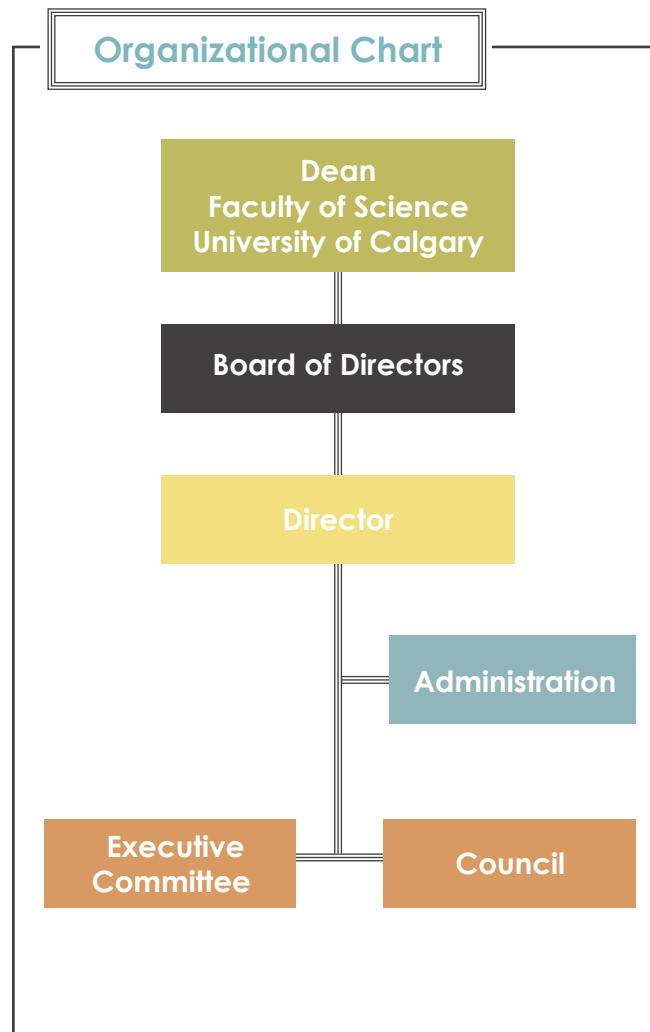 Organizational Chart
Dean
Faculty of Science
University of Calgary
Board of Directors
Director
Administration
Executive
Committee
Council